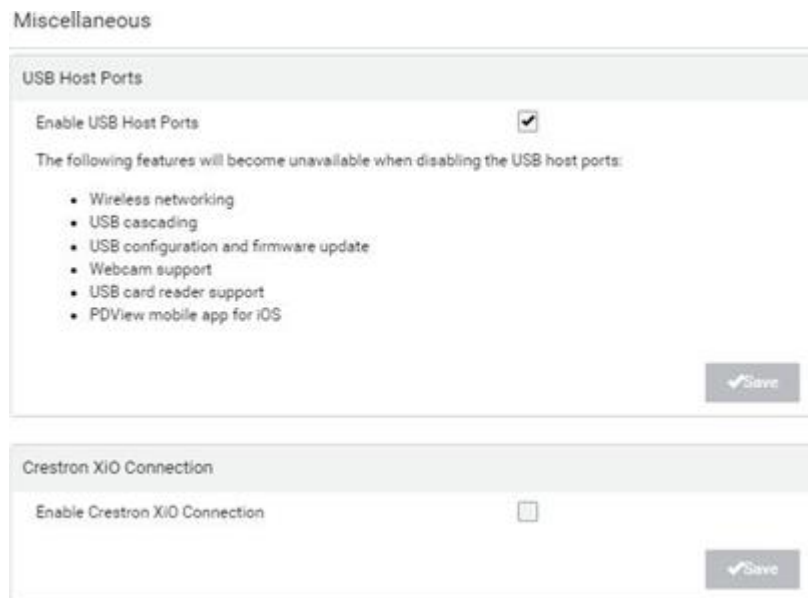 Miscellaneous
USB Host Ports
Enable USB Host Ports
The following features will become unavailable when disabling the USB host ports:
• Wireless networking
• USB cascading
• USB configuration and firmware update
• Webcam support
• USB card reader support
• PDView mobile app for iOS
✔Save
Crestron XiO Connection
Enable Crestron XiO Connection
✔Save